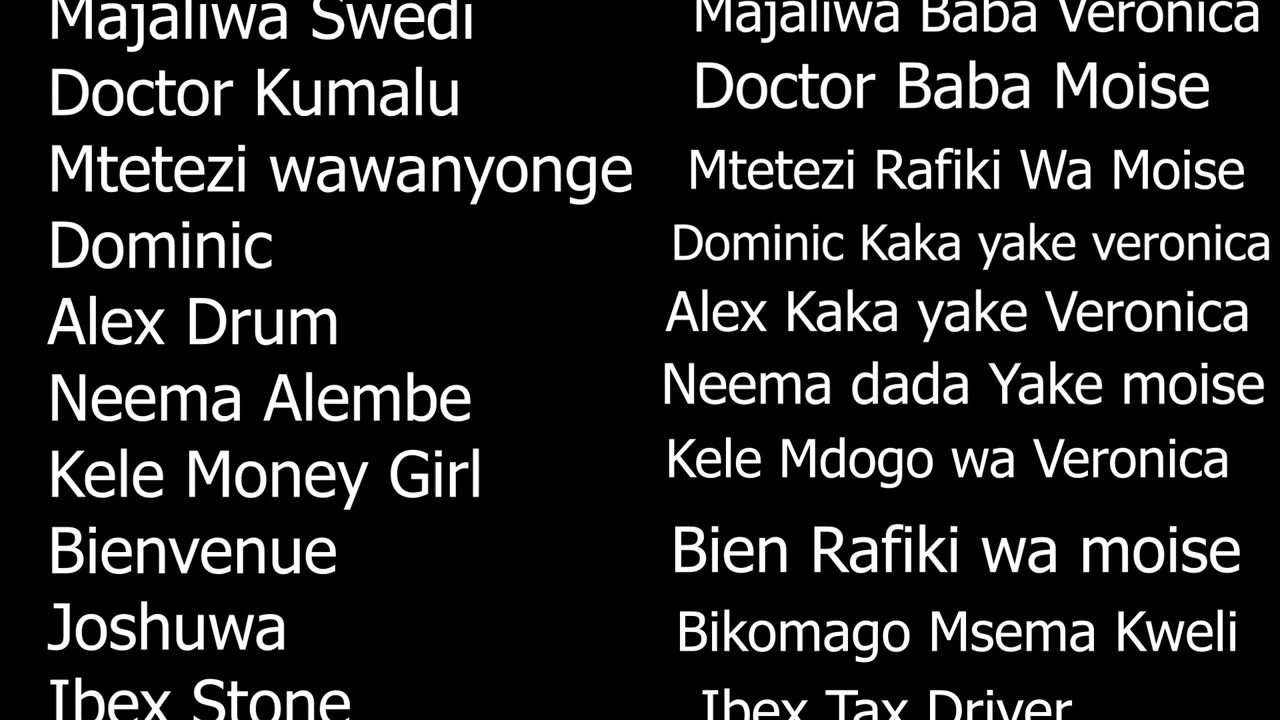 Majaliwa Swedi Majaliwa Baba Veronica
Doctor Kumalu Doctor Baba Moise
Mtetezi wawanyonge Mtetezi Rafiki Wa Moise
Dominic Dominic Kaka yake veronica
Alex Drum Alex Kaka yake Veronica
Neema Alembe Neema dada Yake moise
Kele Money Girl Kele Mdogo wa Veronica
Bienvenue Bien Rafiki wa moise
Joshuwa Bikomago Msema Kweli
Ibex Stone Ibex Tax Driver